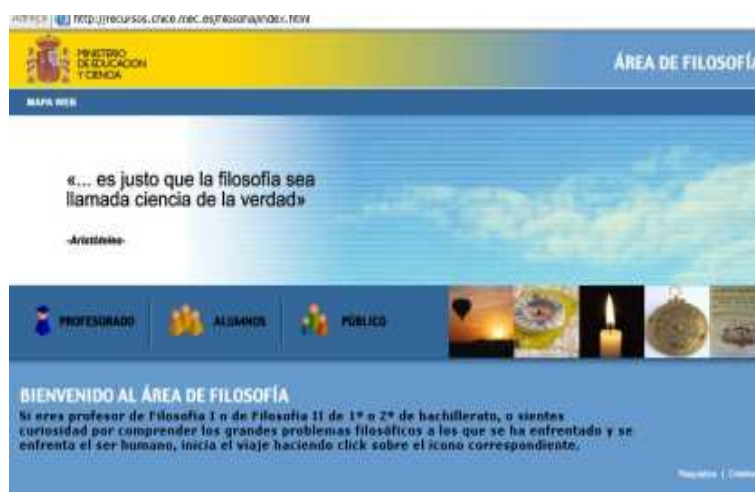 http://recursos.cnice.mec.es/filosofia/index.html
MINISTERIO
DE EDUCACION
Y CIENCIA
ÁREA DE FILOSOFÍA
MAPA WEB
«... es justo que la filosofía sea
llamada ciencia de la verdad»
-Aristóteles-
PROFESORADO
ALUMNOS
PÚBLICO
BIENVENIDO AL ÁREA DE FILOSOFÍA
Si eres profesor de Filosofía I o de Filosofía II de 1º o 2º de bachillerato, o sientes
curiosidad por comprender los grandes problemas filosóficos a los que se ha enfrentado y se
enfrenta el ser humano, inicia el viaje haciendo click sobre el icono correspondiente.
Requisitos |